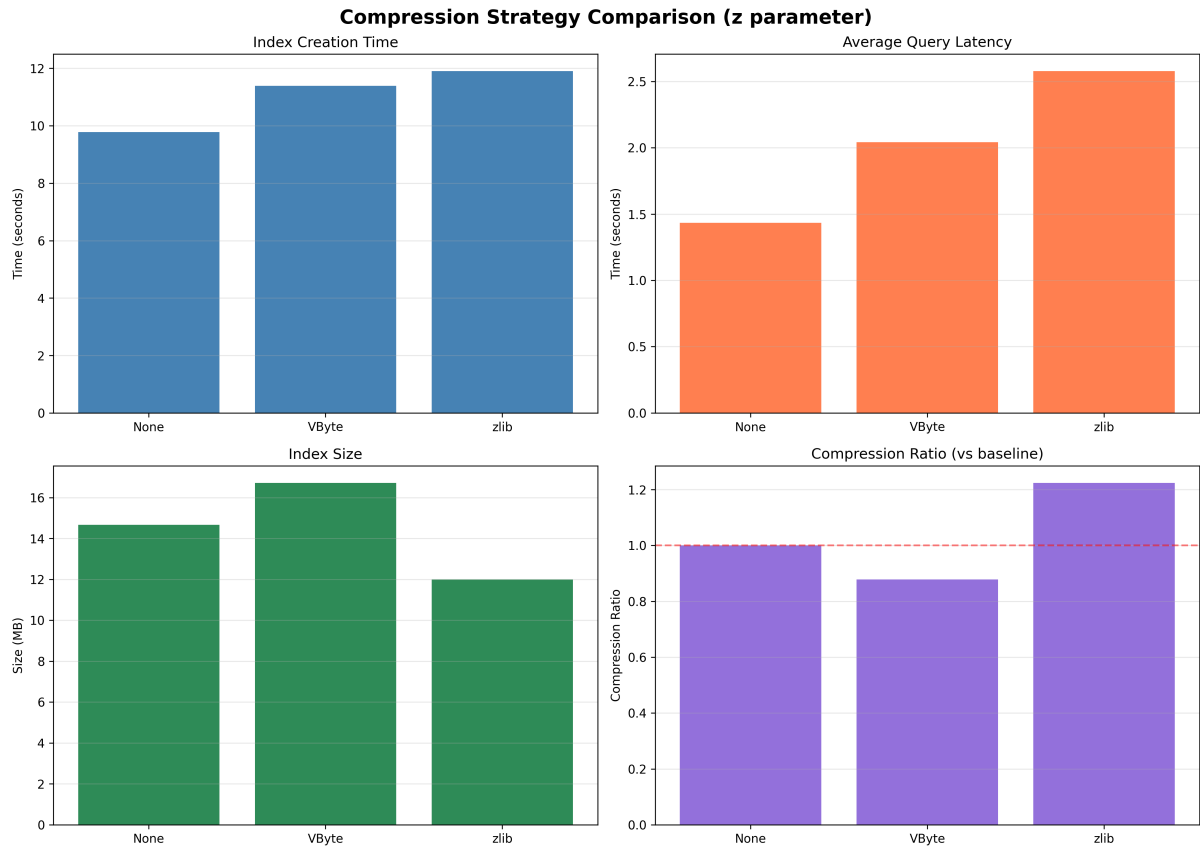 Compression Strategy Comparison (z parameter)
Index Creation Time
Time (seconds)
12
10
8
6
4
2
0
None
VByte
zlib
Average Query Latency
Time (seconds)
2.5
2.0
1.5
1.0
0.5
0.0
None
VByte
zlib
Index Size
Size (MB)
16
14
12
10
8
6
4
2
0
None
VByte
zlib
Compression Ratio (vs baseline)
Compression Ratio
1.2
1.0
0.8
0.6
0.4
0.2
0.0
None
VByte
zlib